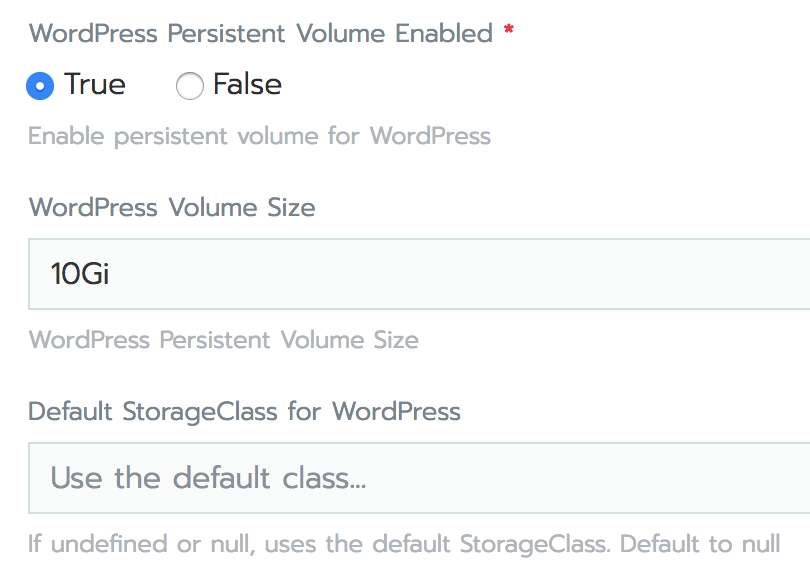 WordPress Persistent Volume Enabled *
True False
Enable persistent volume for WordPress
WordPress Volume Size
10Gi
WordPress Persistent Volume Size
Default StorageClass for WordPress
Use the default class...
If undefined or null, uses the default StorageClass. Default to null